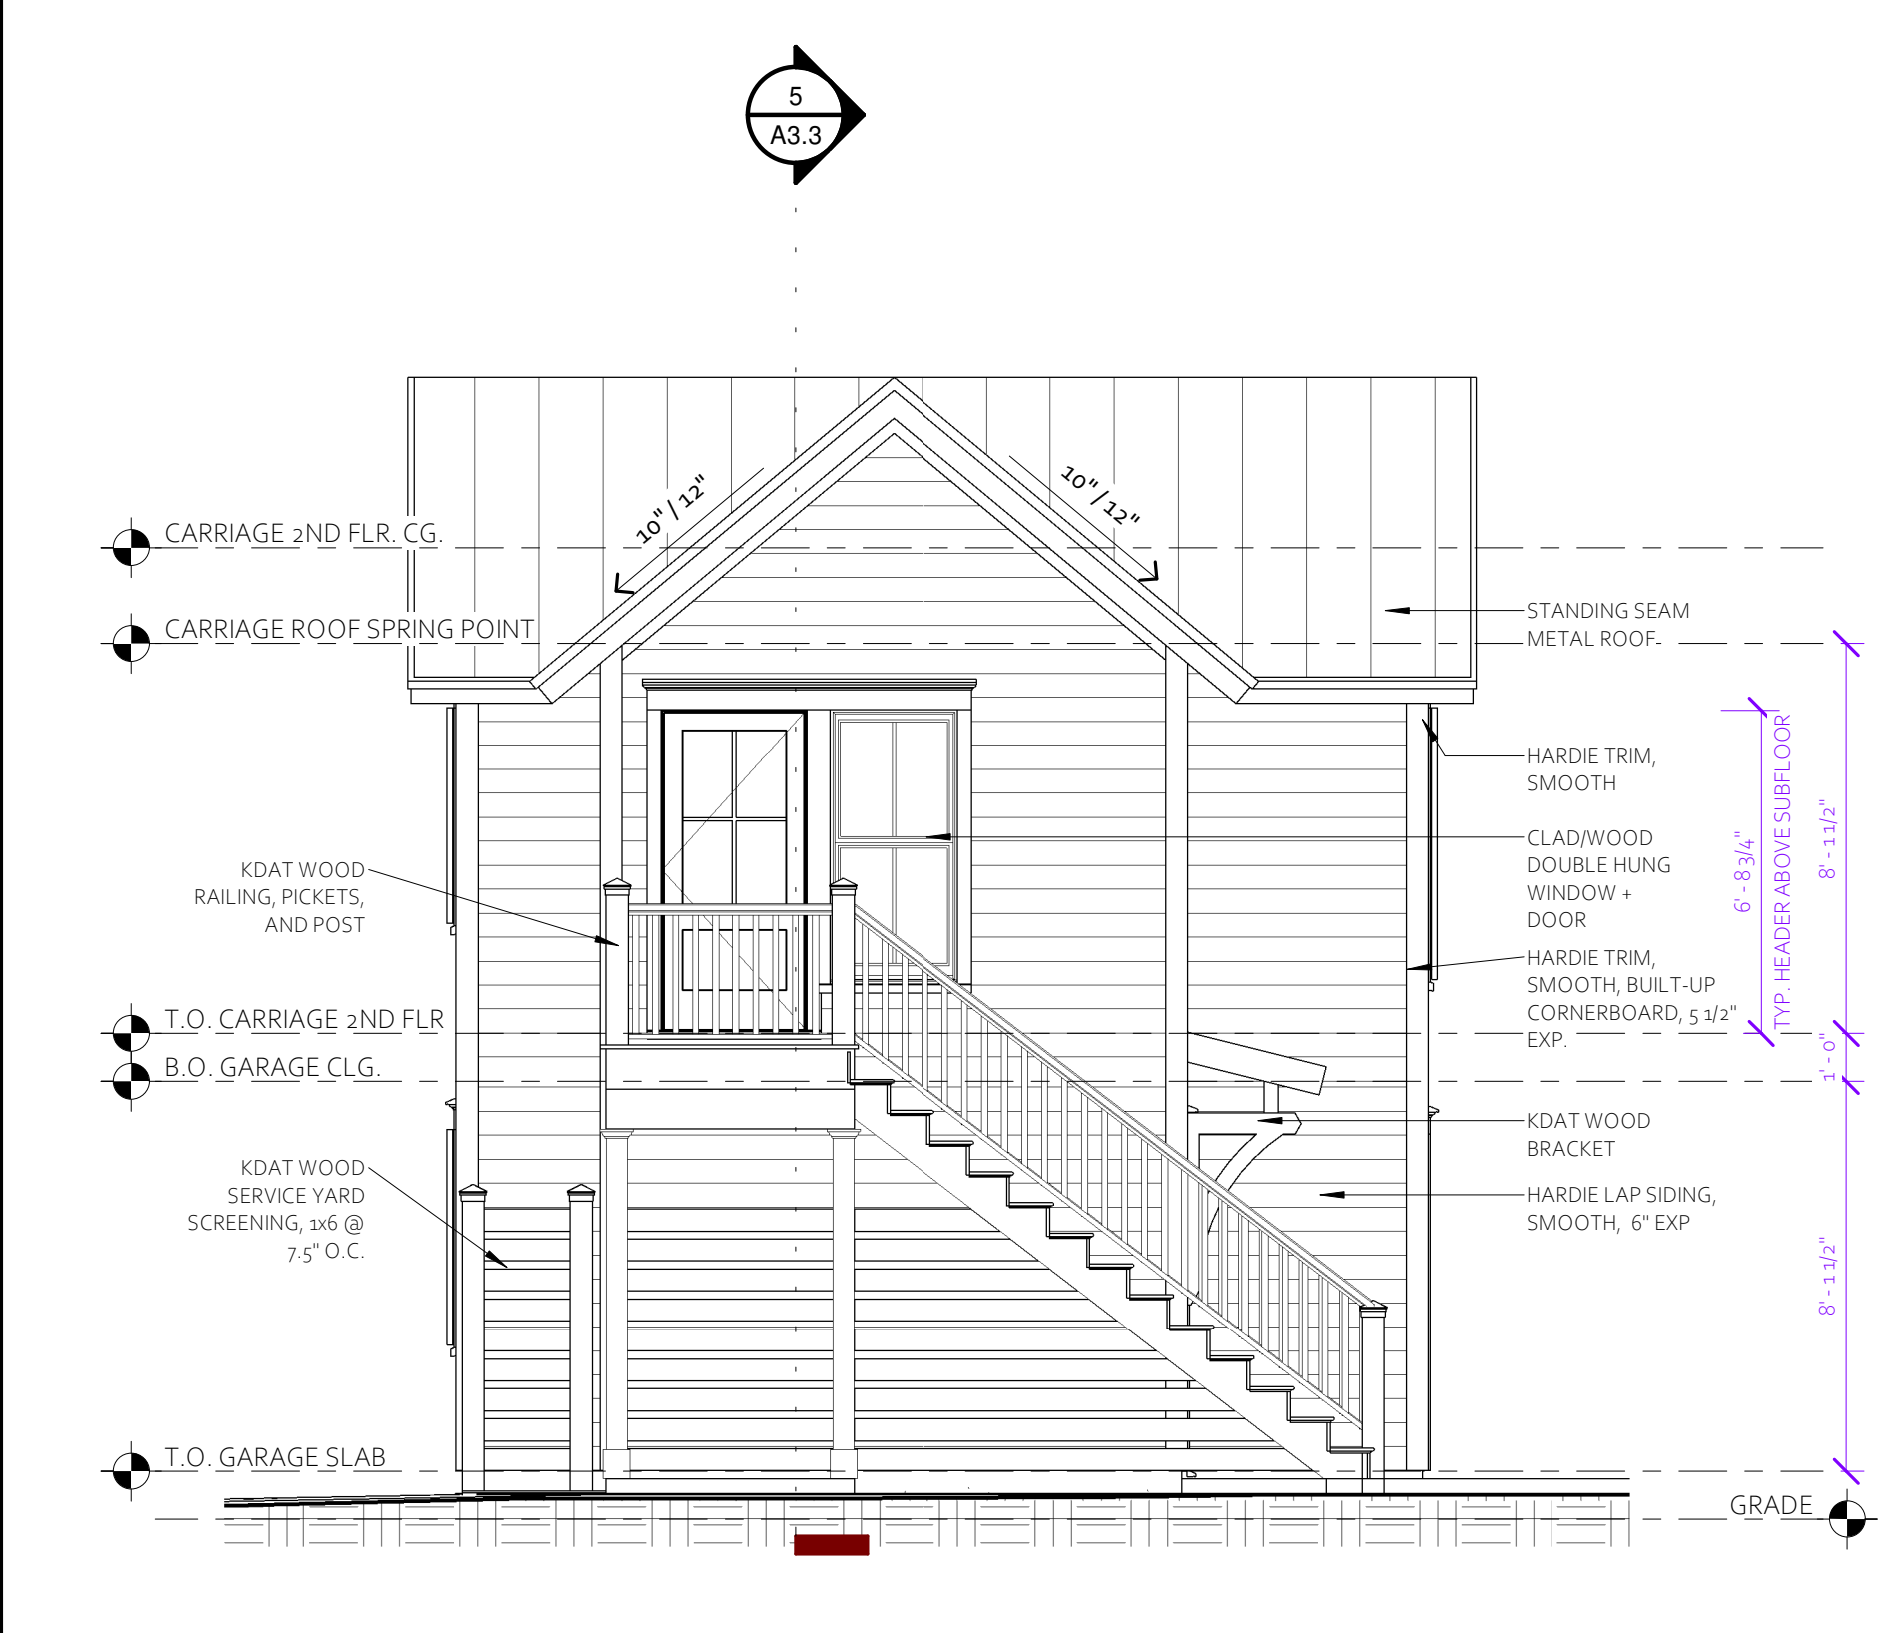 5
A3.3
10" / 12"
10" / 12"
CARRIAGE 2ND FLR. CG.
CARRIAGE ROOF SPRING POINT
STANDING SEAM
METAL ROOF
HARDIE TRIM,
SMOOTH
CLAD/WOOD
DOUBLE HUNG
WINDOW +
DOOR
HARDIE TRIM,
SMOOTH, BUILT-UP
CORNERBOARD, 5 1/2"
EXP.
6' - 8 3/4"
TYP. HEADER ABOVE SUBFLOOR
8' - 1 1/2"
KDAT WOOD
RAILING, PICKETS,
AND POST
T.O. CARRIAGE 2ND FLR
B.O. GARAGE CLG.
1' - 0"
KDAT WOOD
BRACKET
KDAT WOOD
SERVICE YARD
SCREENING, 1x6 @
7.5" O.C.
HARDIE LAP SIDING,
SMOOTH, 6" EXP
8' - 1 1/2"
T.O. GARAGE SLAB
GRADE